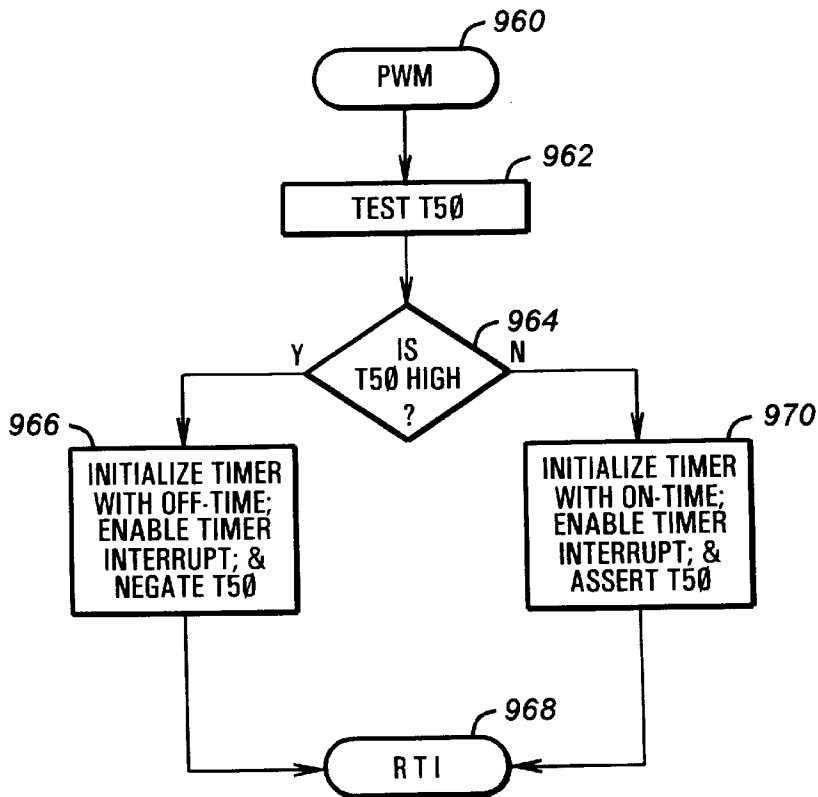 960
PWM
962
TEST T5Ø
964
Y
IS
T5Ø HIGH
?
N
966
INITIALIZE TIMER
WITH OFF-TIME;
ENABLE TIMER
INTERRUPT; &
NEGATE T5Ø
970
INITIALIZE TIMER
WITH ON-TIME;
ENABLE TIMER
INTERRUPT; &
ASSERT T5Ø
968
RTI